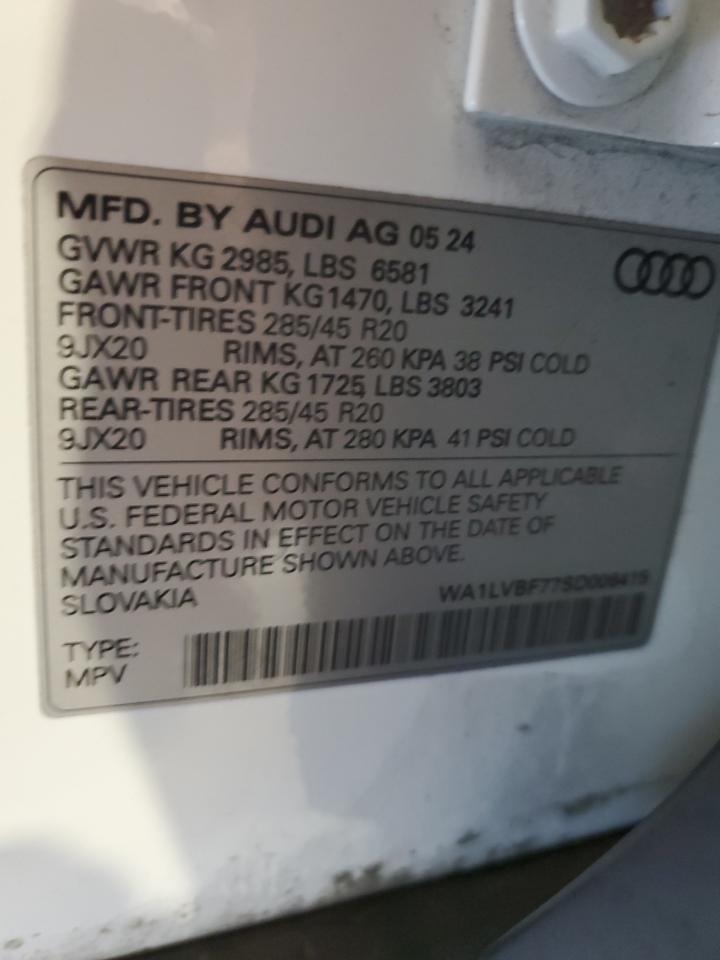 MFD. BY AUDI AG 05 24
GVWR KG 2985, LBS 6581
GAWR FRONT KG1470, LBS 3241
FRONT-TIRES 285/45 R20
9JX20 RIMS, AT 260 KPA 38 PSI COLD
GAWR REAR KG 1725, LBS 3803
REAR-TIRES 285/45 R20
9JX20 RIMS, AT 280 KPA 41 PSI COLD
THIS VEHICLE CONFORMS TO ALL APPLICABLE
U.S. FEDERAL MOTOR VEHICLE SAFETY
STANDARDS IN EFFECT ON THE DATE OF
MANUFACTURE SHOWN ABOVE.
SLOVAKIA
TYPE:
MPV